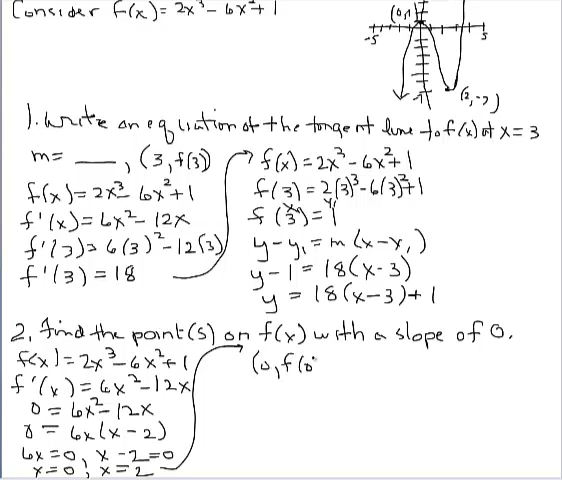 Consider f(x) = 2x³ - 6x² + 1
(0,1)
-5
5
-7
(2, -7)
1. Write an equation of the tangent line to f(x) at x = 3
m = ___, (3, f(3))
f(x) = 2x³ - 6x² + 1
f'(x) = 6x² - 12x
f'(3) = 6(3)² - 12(3)
f'(3) = 18
f(x) = 2x³ - 6x² + 1
f(3) = 2(3)³ - 6(3)² + 1
x₁ y₁
f(3) = 1
y - y₁ = m(x - x₁)
y - 1 = 18(x - 3)
y = 18(x - 3) + 1
2. Find the point(s) on f(x) with a slope of 0.
f(x) = 2x³ - 6x² + 1
f'(x) = 6x² - 12x
0 = 6x² - 12x
0 = 6x(x - 2)
6x = 0, x - 2 = 0
x = 0, x = 2
(0, f(0